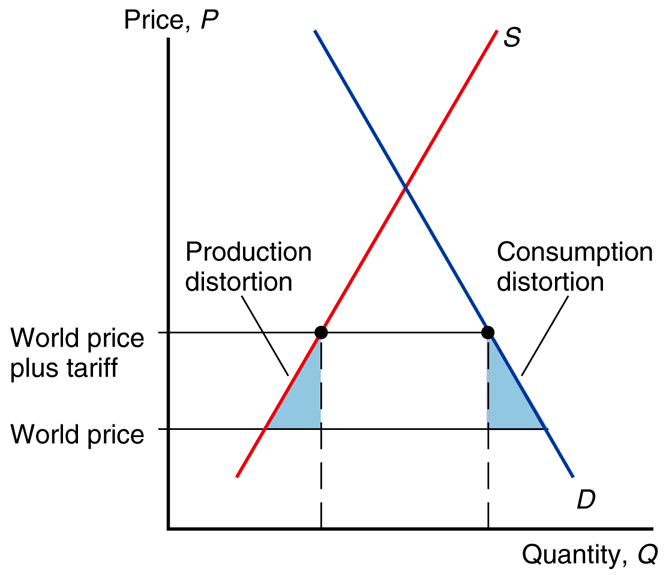 Price, P
S
Production
distortion
Consumption
distortion
World price
plus tariff
World price
D
Quantity, Q